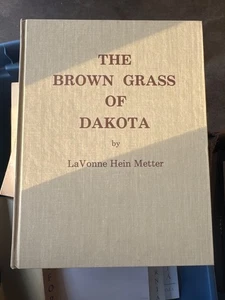 THE
BROWN GRASS
OF
DAKOTA
by
LaVonne Hein Metter